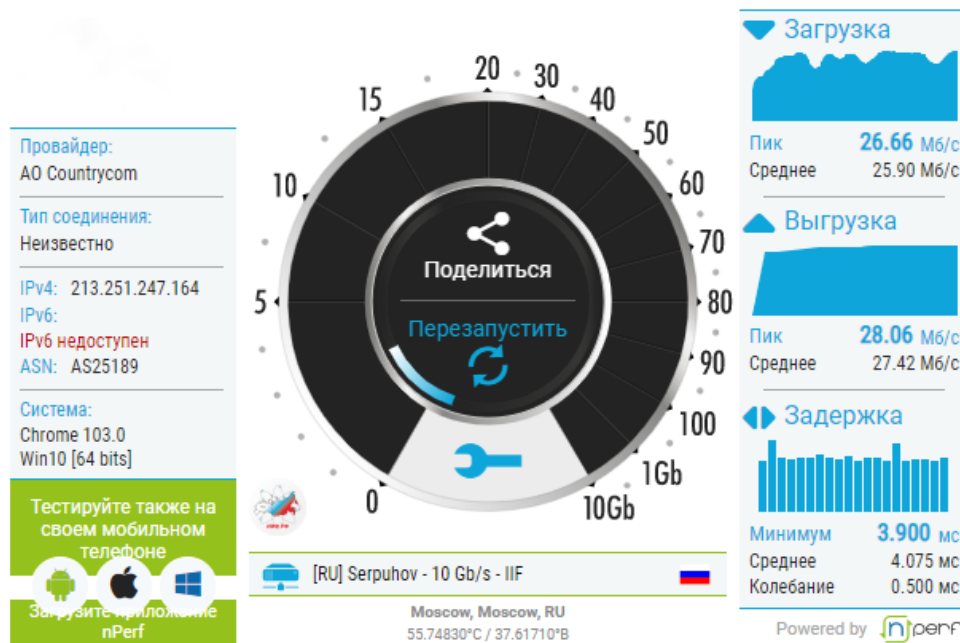 Провайдер:
АО Countrycom
Тип соединения:
Неизвестно
IPv4: 213.251.247.164
IPv6:
IPv6 недоступен
ASN: AS25189
Система:
Chrome 103.0
Win10 [64 bits]
Тестируйте также на
своем мобильном
телефоне
Загрузите приложение
nPerf
0
5
10
15
20
30
40
50
60
70
80
90
100
1Gb
10Gb
Поделиться
Перезапустить
[RU] Serpuhov - 10 Gb/s - IIF
Moscow, Moscow, RU
55.74830°C / 37.61710°B
Загрузка
Пик 26.66 Мб/с
Среднее 25.90 Мб/с
Выгрузка
Пик 28.06 Мб/с
Среднее 27.42 Мб/с
Задержка
Минимум 3.900 мс
Среднее 4.075 мс
Колебание 0.500 мс
Powered by nperf